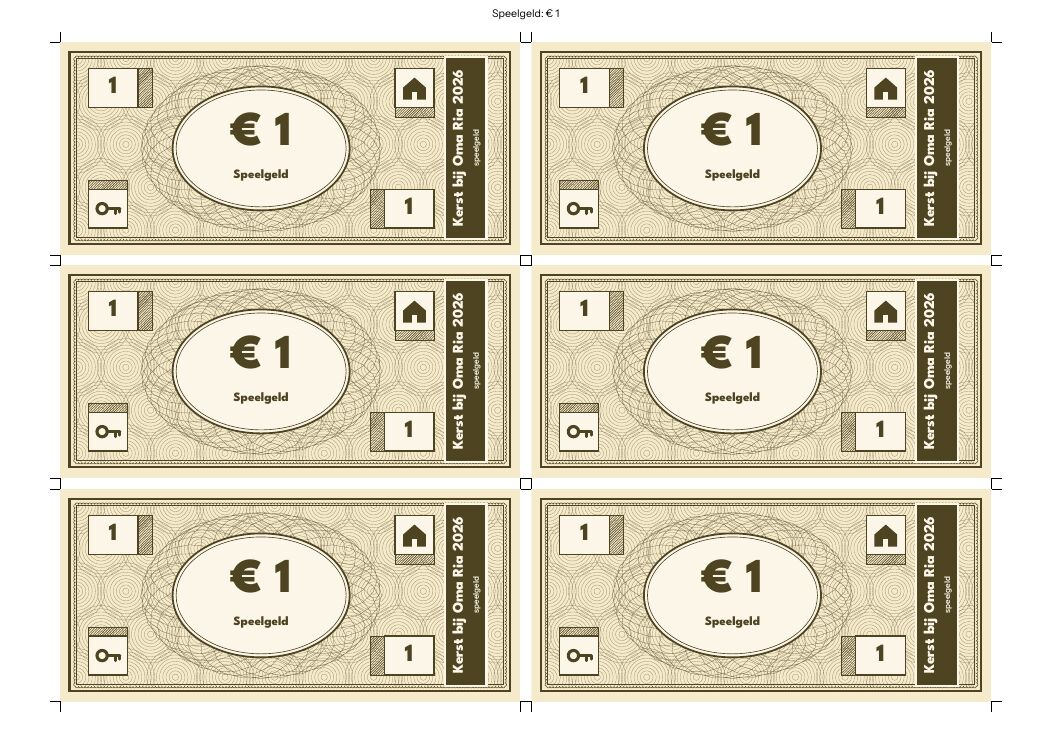 Speelgeld: € 1
1
€ 1
Speelgeld
1
Kerst bij Oma Ria 2026
speelgeld
1
€ 1
Speelgeld
1
Kerst bij Oma Ria 2026
speelgeld
1
€ 1
Speelgeld
1
Kerst bij Oma Ria 2026
speelgeld
1
€ 1
Speelgeld
1
Kerst bij Oma Ria 2026
speelgeld
1
€ 1
Speelgeld
1
Kerst bij Oma Ria 2026
speelgeld
1
€ 1
Speelgeld
1
Kerst bij Oma Ria 2026
speelgeld